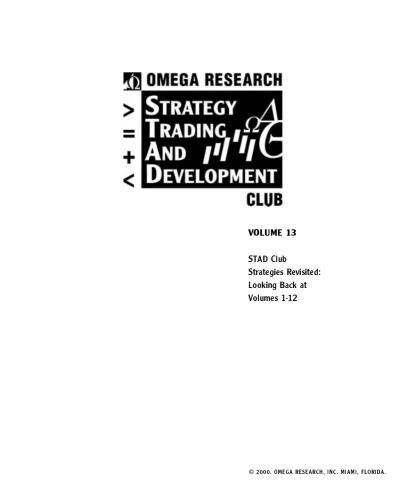 Ω OMEGA RESEARCH
> STRATEGY
= TRADING
+ AND
< DEVELOPMENT
CLUB
VOLUME 13
STAD Club
Strategies Revisited:
Looking Back at
Volumes 1-12
© 2000. OMEGA RESEARCH, INC. MIAMI, FLORIDA.